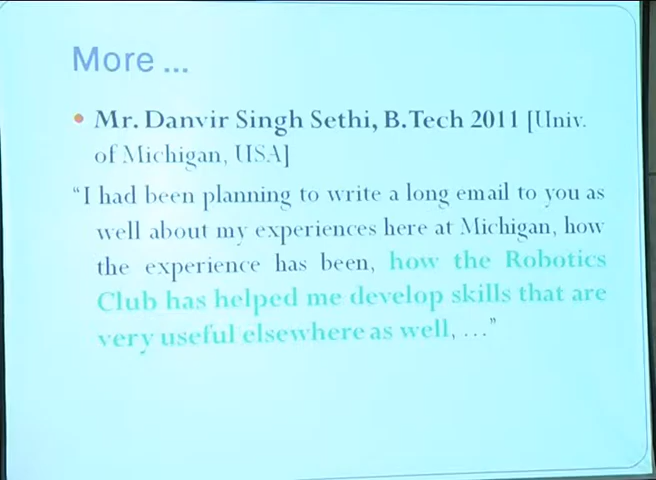 More ...
• Mr. Danvir Singh Sethi, B.Tech 2011 [Univ.
of Michigan, USA]
“I had been planning to write a long email to you as
well about my experiences here at Michigan, how
the experience has been, how the Robotics
Club has helped me develop skills that are
very useful elsewhere as well, ...”